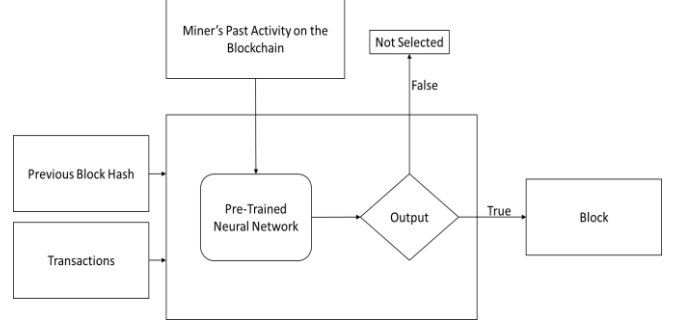 Miner's Past Activity on the
Blockchain
Not Selected
False
Previous Block Hash
Pre-Trained
Neural Network
Output
True
Block
Transactions